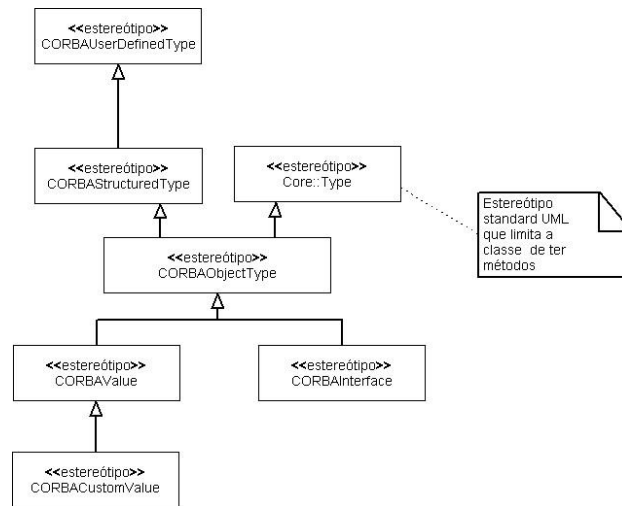 <<estereótipo>>
CORBAUserDefinedType
<<estereótipo>>
CORBAStructuredType
<<estereótipo>>
Core::Type
Estereótipo
standard UML
que limita a
classe de ter
métodos
<<estereótipo>>
CORBAObjectType
<<estereótipo>>
CORBAValue
<<estereótipo>>
CORBAInterface
<<estereótipo>>
CORBACustomValue